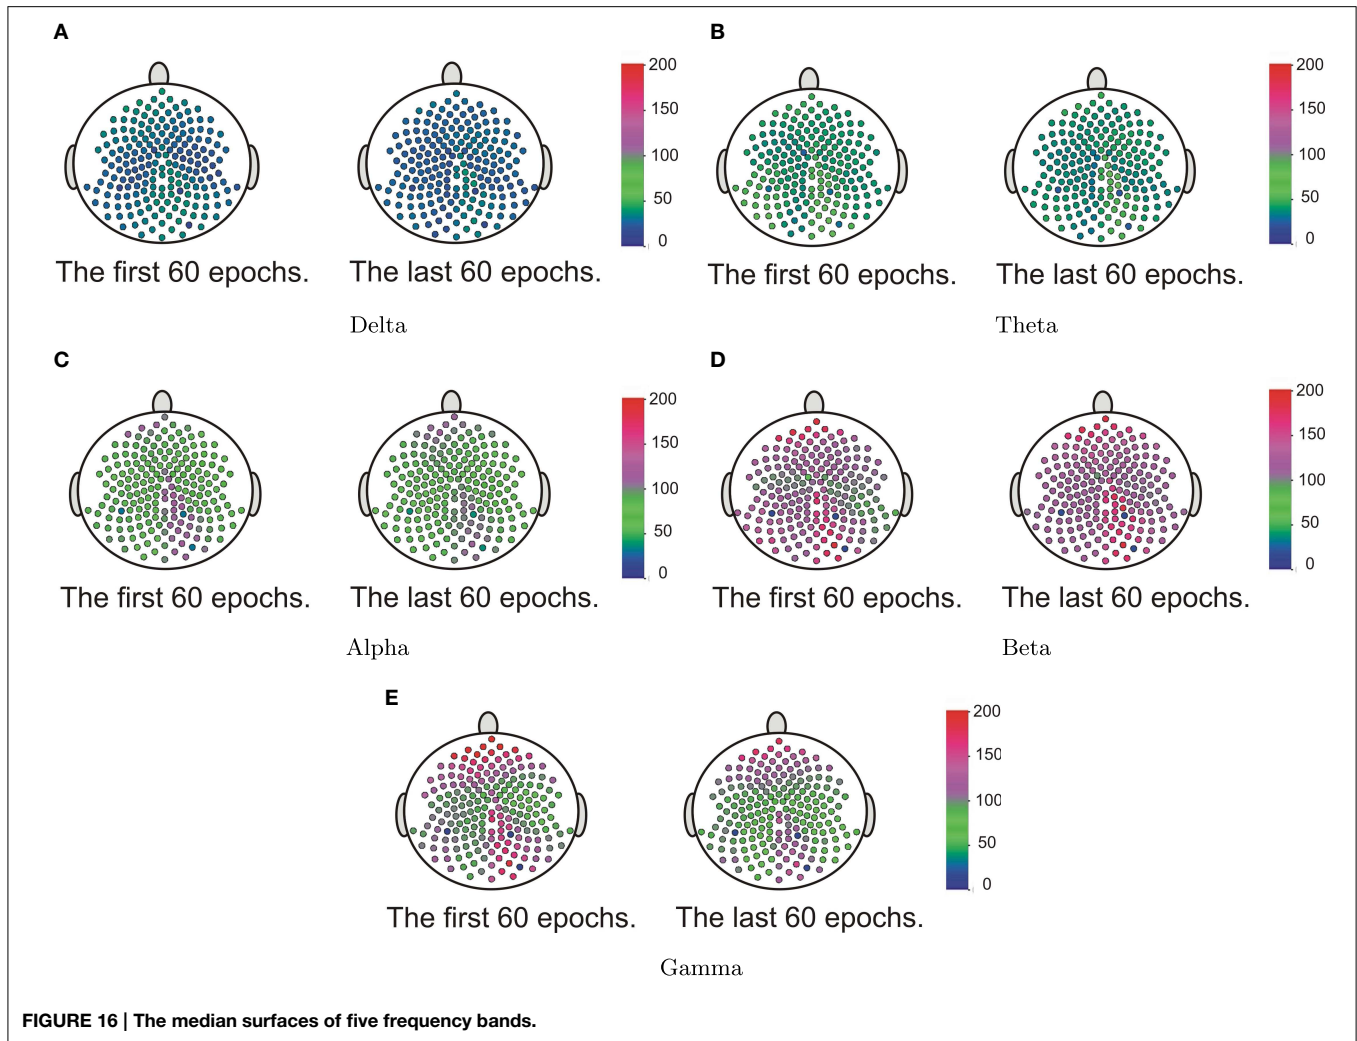 A
B
200
150
100
50
0
200
150
100
50
0
The first 60 epochs.
The last 60 epochs.
The first 60 epochs.
The last 60 epochs.
Delta
Theta
C
D
200
150
100
50
0
200
150
100
50
0
The first 60 epochs.
The last 60 epochs.
The first 60 epochs.
The last 60 epochs.
Alpha
Beta
E
200
150
100
50
0
The first 60 epochs.
The last 60 epochs.
Gamma
FIGURE 16 | The median surfaces of five frequency bands.